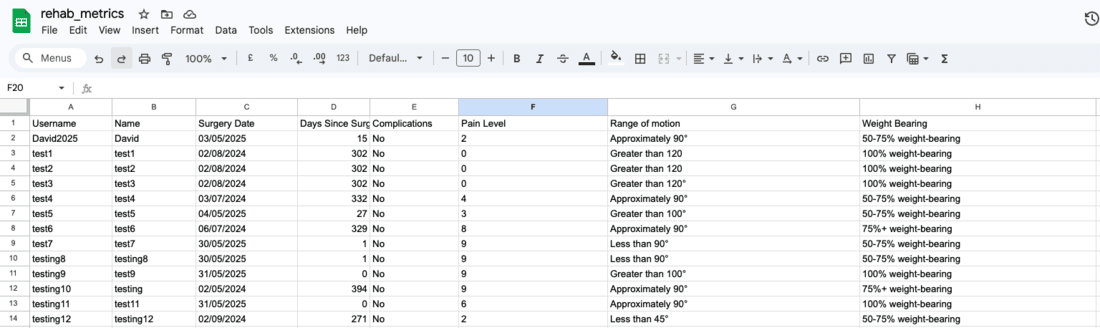 rehab_metrics
File Edit View Insert Format Data Tools Extensions Help
Menus 100% £ % .0 .00 123 Defaul... 10 B I A
F20 fx
A B C D E F G H
1 Username Name Surgery Date Days Since Surg Complications Pain Level Range of motion Weight Bearing
2 David2025 David 03/05/2025 15 No 2 Approximately 90° 50-75% weight-bearing
3 test1 test1 02/08/2024 302 No 0 Greater than 120 100% weight-bearing
4 test2 test2 02/08/2024 302 No 0 Greater than 120 100% weight-bearing
5 test3 test3 02/08/2024 302 No 0 Greater than 120° 100% weight-bearing
6 test4 test4 03/07/2024 332 No 4 Approximately 90° 50-75% weight-bearing
7 test5 test5 04/05/2025 27 No 3 Greater than 100° 50-75% weight-bearing
8 test6 test6 06/07/2024 329 No 8 Approximately 90° 75%+ weight-bearing
9 test7 test7 30/05/2025 1 No 9 Less than 90° 50-75% weight-bearing
10 testing8 testing8 30/05/2025 1 No 9 Less than 90° 50-75% weight-bearing
11 testing9 test9 31/05/2025 0 No 9 Greater than 100° 100% weight-bearing
12 testing10 testing 02/05/2024 394 No 9 Approximately 90° 75%+ weight-bearing
13 testing11 test11 31/05/2025 0 No 6 Approximately 90° 100% weight-bearing
14 testing12 testing12 02/09/2024 271 No 2 Less than 45° 50-75% weight-bearing